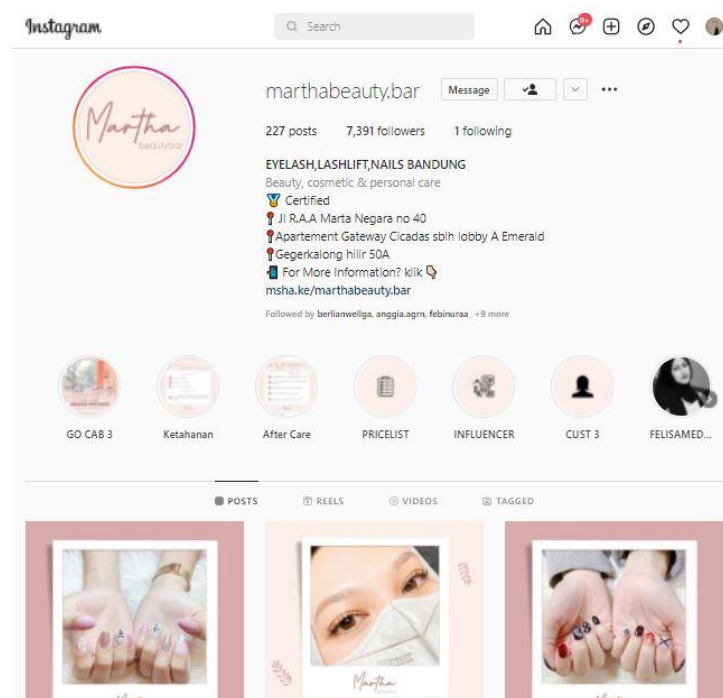 Instagram
Search
9+
Martha
beautybar
marthabeauty.bar
Message
227 posts 7,391 followers 1 following
EYELASH,LASHLIFT,NAILS BANDUNG
Beauty, cosmetic & personal care
Certified
Jl R.A.A Marta Negara no 40
Apartement Gateway Cicadas sblh lobby A Emerald
Gegerkalong hilir 50A
For More Information? klik
msha.ke/marthabeauty.bar
Followed by berlianwellga, anggia.agrn, febinuraa +9 more
GO CAB 3 Ketahanan After Care PRICELIST INFLUENCER CUST 3 FELISAMED...
POSTS REELS VIDEOS TAGGED
Martha